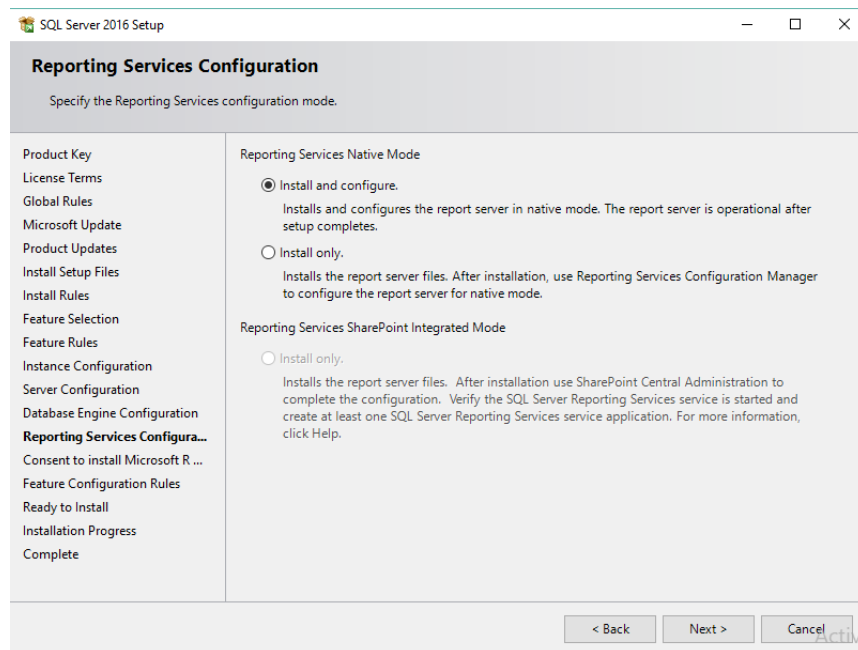 SQL Server 2016 Setup
Reporting Services Configuration
Specify the Reporting Services configuration mode.
Product Key
License Terms
Global Rules
Microsoft Update
Product Updates
Install Setup Files
Install Rules
Feature Selection
Feature Rules
Instance Configuration
Server Configuration
Database Engine Configuration
Reporting Services Configura...
Consent to install Microsoft R ...
Feature Configuration Rules
Ready to Install
Installation Progress
Complete
Reporting Services Native Mode
Install and configure.
Installs and configures the report server in native mode. The report server is operational after
setup completes.
Install only.
Installs the report server files. After installation, use Reporting Services Configuration Manager
to configure the report server for native mode.
Reporting Services SharePoint Integrated Mode
Install only.
Installs the report server files.  After installation use SharePoint Central Administration to
complete the configuration.  Verify the SQL Server Reporting Services service is started and
create at least one SQL Server Reporting Services service application. For more information,
click Help.
< Back
Next >
Cancel